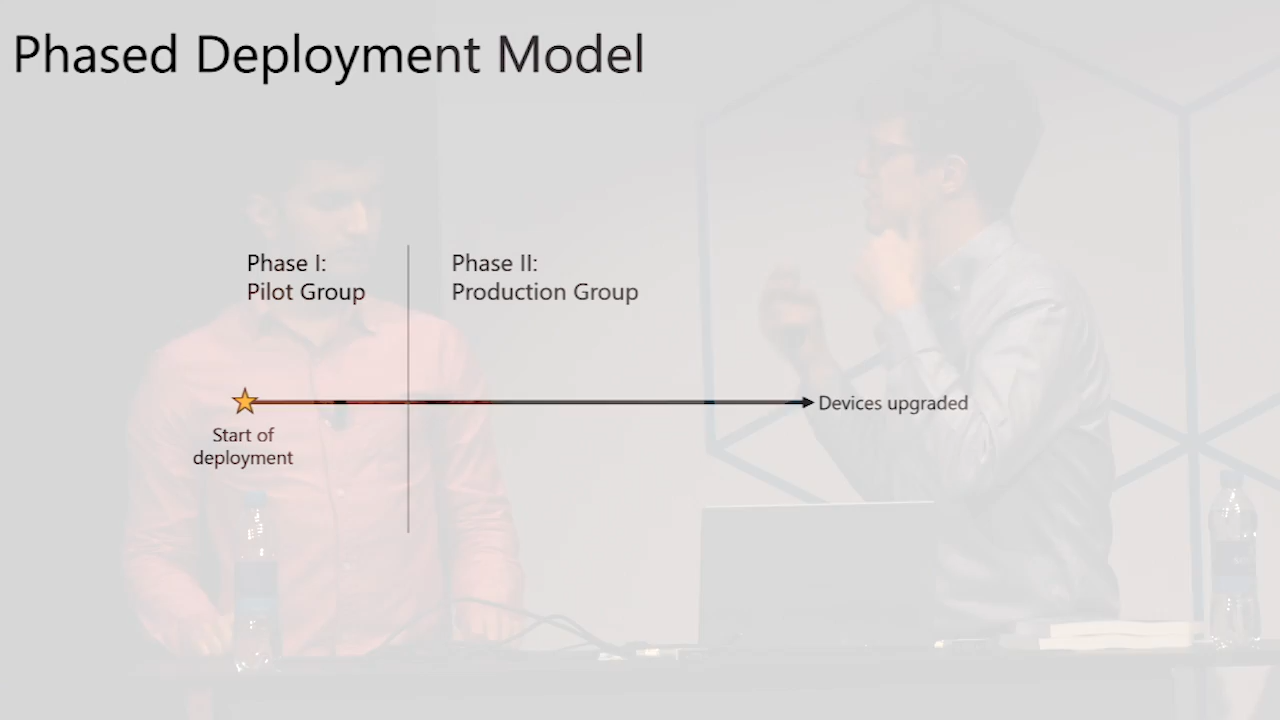 Phased Deployment Model
Phase I:
Pilot Group
Phase II:
Production Group
Devices upgraded
Start of
deployment